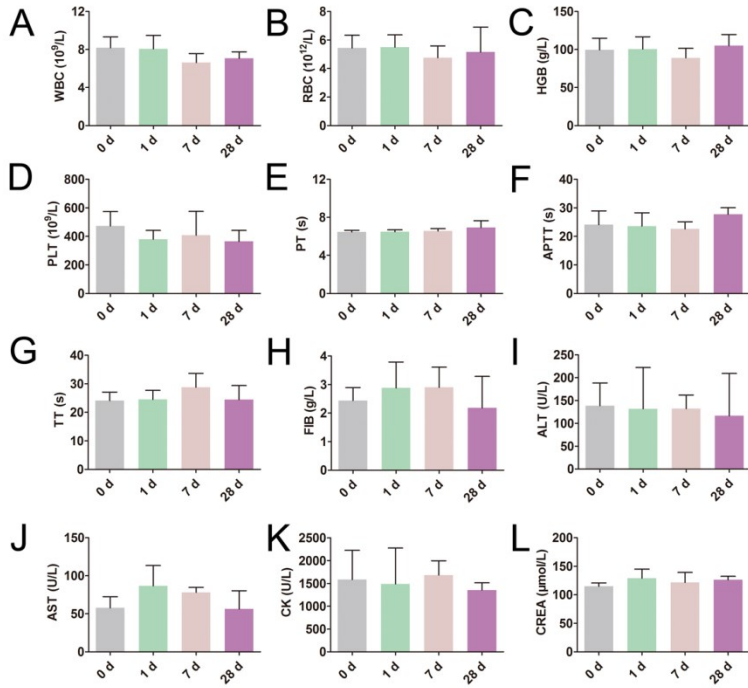 A
WBC (10⁹/L)
12
8
4
0
0 d
1 d
7 d
28 d
B
RBC (10¹²/L)
8
6
4
2
0
0 d
1 d
7 d
28 d
C
HGB (g/L)
150
100
50
0
0 d
1 d
7 d
28 d
D
PLT (10⁹/L)
800
600
400
200
0
0 d
1 d
7 d
28 d
E
PT (s)
12
8
4
0
0 d
1 d
7 d
28 d
F
APTT (s)
40
30
20
10
0
0 d
1 d
7 d
28 d
G
TT (s)
40
30
20
10
0
0 d
1 d
7 d
28 d
H
FIB (g/L)
4
3
2
1
0
0 d
1 d
7 d
28 d
I
ALT (U/L)
250
200
150
100
50
0
0 d
1 d
7 d
28 d
J
AST (U/L)
150
100
50
0
0 d
1 d
7 d
28 d
K
CK (U/L)
2500
2000
1500
1000
500
0
0 d
1 d
7 d
28 d
L
CREA (μmol/L)
200
150
100
50
0
0 d
1 d
7 d
28 d